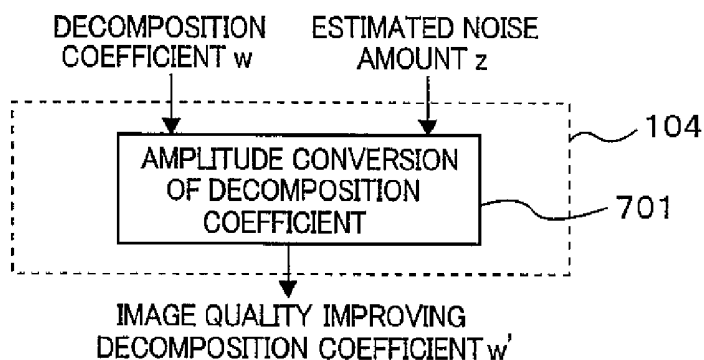 DECOMPOSITION
COEFFICIENT w
ESTIMATED NOISE
AMOUNT z
104
AMPLITUDE CONVERSION
OF DECOMPOSITION
COEFFICIENT
701
IMAGE QUALITY IMPROVING
DECOMPOSITION COEFFICIENT w'